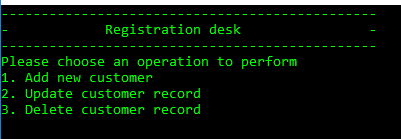 -----------------------------------------------
-            Registration desk                -
-----------------------------------------------
Please choose an operation to perform
1. Add new customer
2. Update customer record
3. Delete customer record